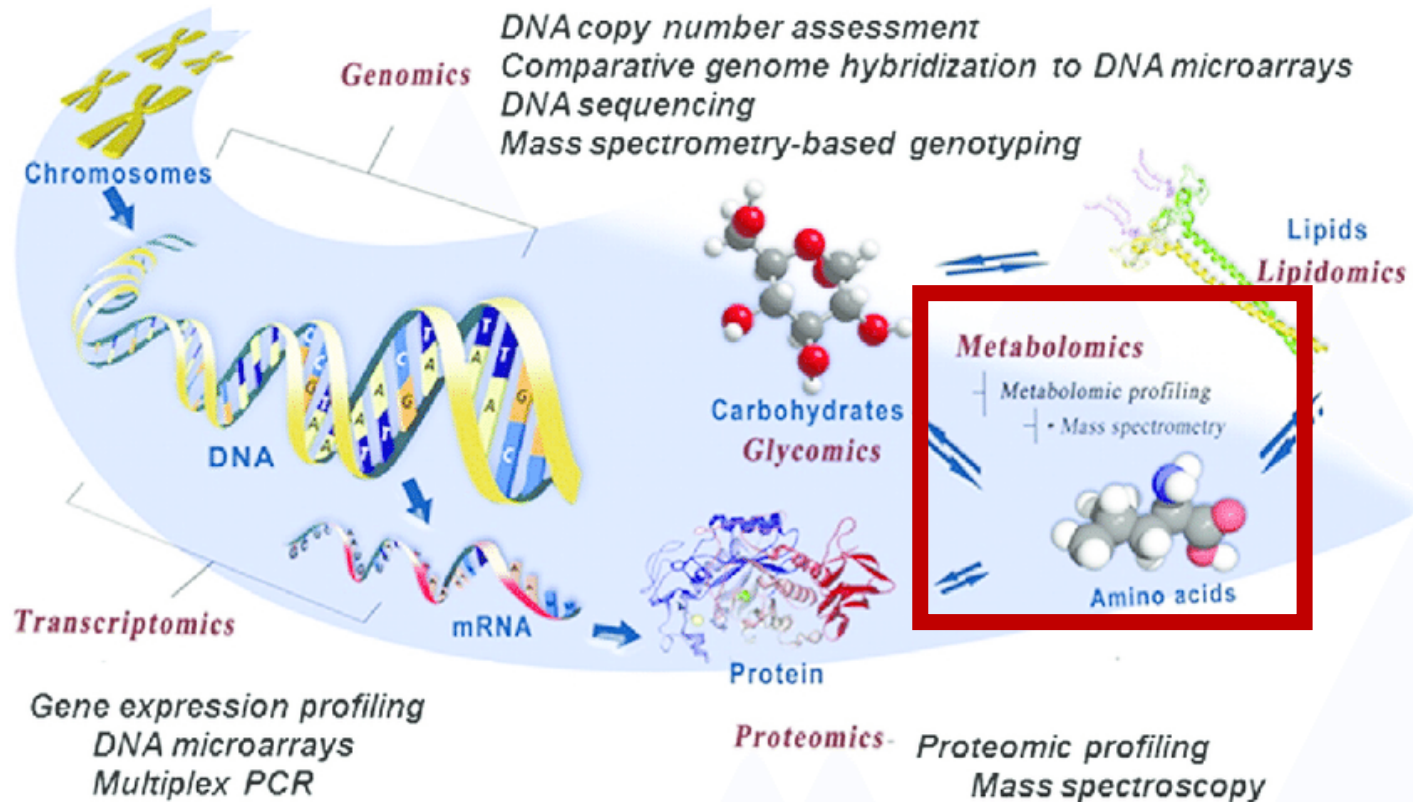 DNA copy number assessment
Genomics
Comparative genome hybridization to DNA microarrays
DNA sequencing
Mass spectrometry-based genotyping
Chromosomes
Lipids
Lipidomics
Metabolomics
Metabolomic profiling
• Mass spectrometry
Carbohydrates
Glycomics
DNA
Amino acids
Transcriptomics
mRNA
Protein
Gene expression profiling
DNA microarrays
Multiplex PCR
Proteomics- Proteomic profiling
Mass spectroscopy